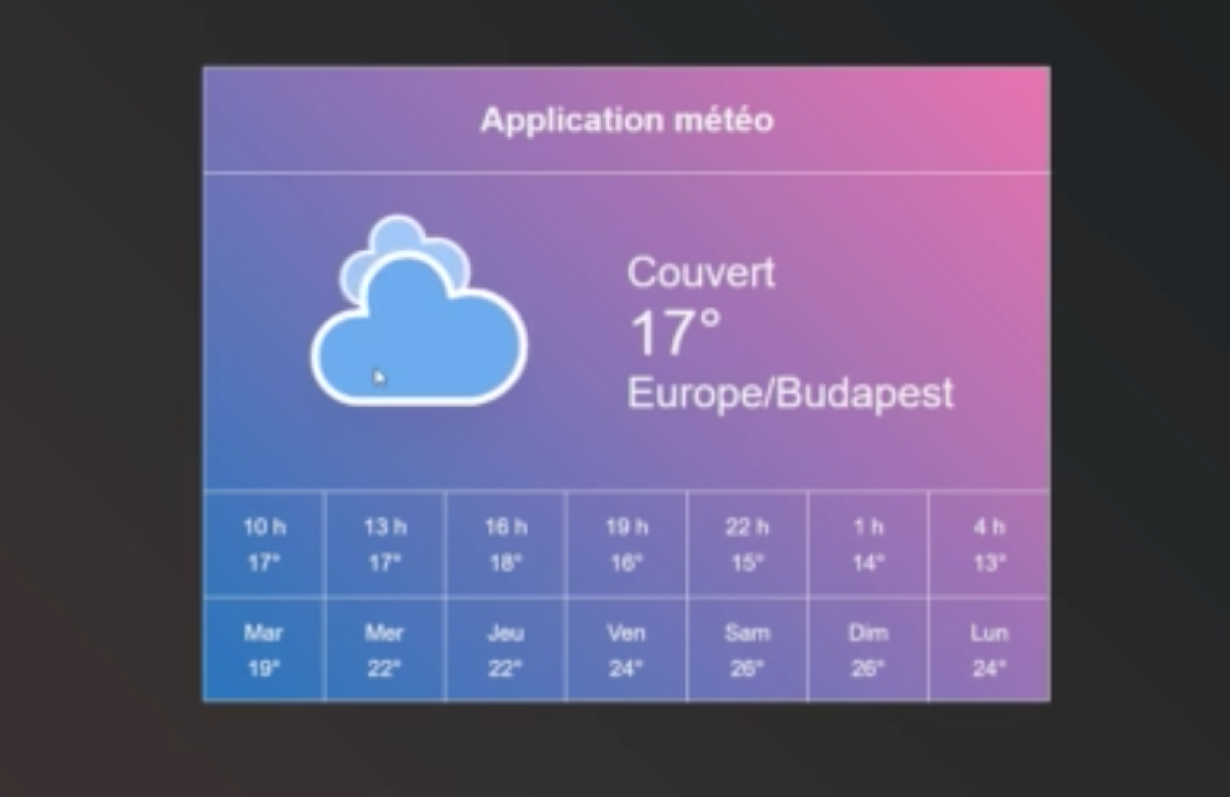 Application météo
Couvert
17°
Europe/Budapest
10 h 13 h 16 h 19 h 22 h 1 h 4 h
17° 17° 18° 16° 15° 14° 13°
Mar Mer Jeu Ven Sam Dim Lun
19° 22° 22° 24° 26° 26° 24°